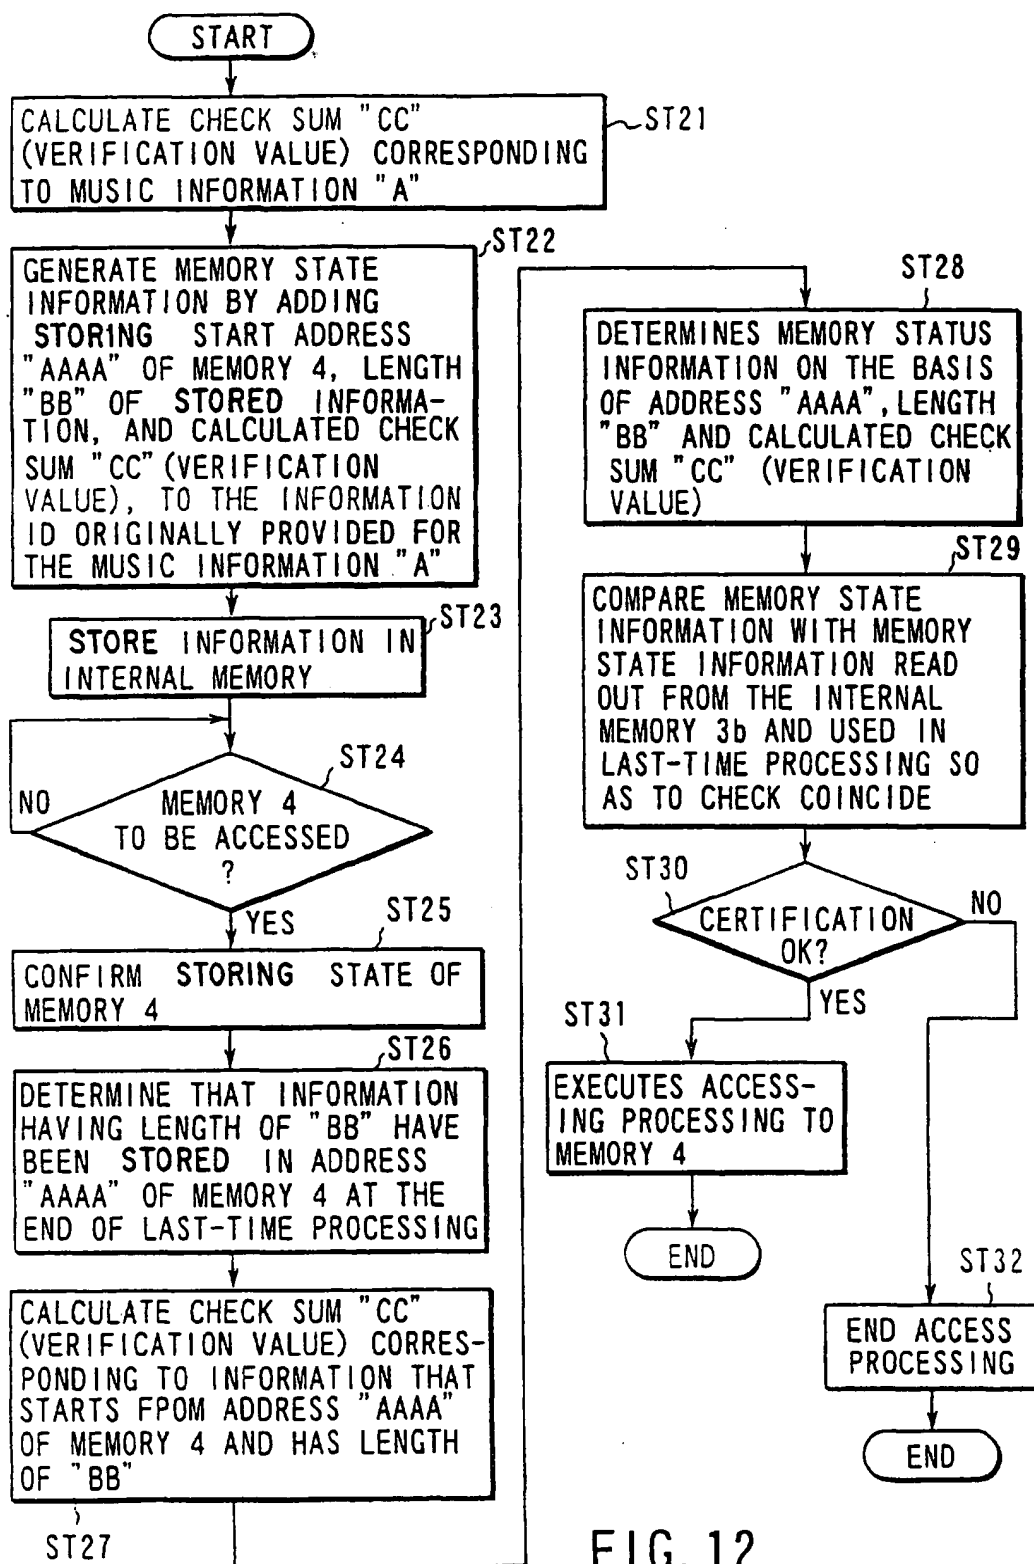 START
CALCULATE CHECK SUM "CC"
(VERIFICATION VALUE) CORRESPONDING
TO MUSIC INFORMATION "A"
ST21
ST22
GENERATE MEMORY STATE
INFORMATION BY ADDING
STORING START ADDRESS
"AAAA" OF MEMORY 4, LENGTH
"BB" OF STORED INFORMA-
TION, AND CALCULATED CHECK
SUM "CC" (VERIFICATION
VALUE), TO THE INFORMATION
ID ORIGINALLY PROVIDED FOR
THE MUSIC INFORMATION "A"
ST23
STORE INFORMATION IN
INTERNAL MEMORY
ST24
NO
MEMORY 4
TO BE ACCESSED
?
YES
ST25
CONFIRM STORING STATE OF
MEMORY 4
ST26
DETERMINE THAT INFORMATION
HAVING LENGTH OF "BB" HAVE
BEEN STORED IN ADDRESS
"AAAA" OF MEMORY 4 AT THE
END OF LAST-TIME PROCESSING
CALCULATE CHECK SUM "CC"
(VERIFICATION VALUE) CORRES-
PONDING TO INFORMATION THAT
STARTS FPOM ADDRESS "AAAA"
OF MEMORY 4 AND HAS LENGTH
OF "BB"
ST27
ST28
DETERMINES MEMORY STATUS
INFORMATION ON THE BASIS
OF ADDRESS "AAAA", LENGTH
"BB" AND CALCULATED CHECK
SUM "CC" (VERIFICATION
VALUE)
ST29
COMPARE MEMORY STATE
INFORMATION WITH MEMORY
STATE INFORMATION READ
OUT FROM THE INTERNAL
MEMORY 3b AND USED IN
LAST-TIME PROCESSING SO
AS TO CHECK COINCIDE
ST30
CERTIFICATION
OK?
NO
YES
ST31
EXECUTES ACCESS-
ING PROCESSING TO
MEMORY 4
END
ST32
END ACCESS
PROCESSING
END
FIG. 12